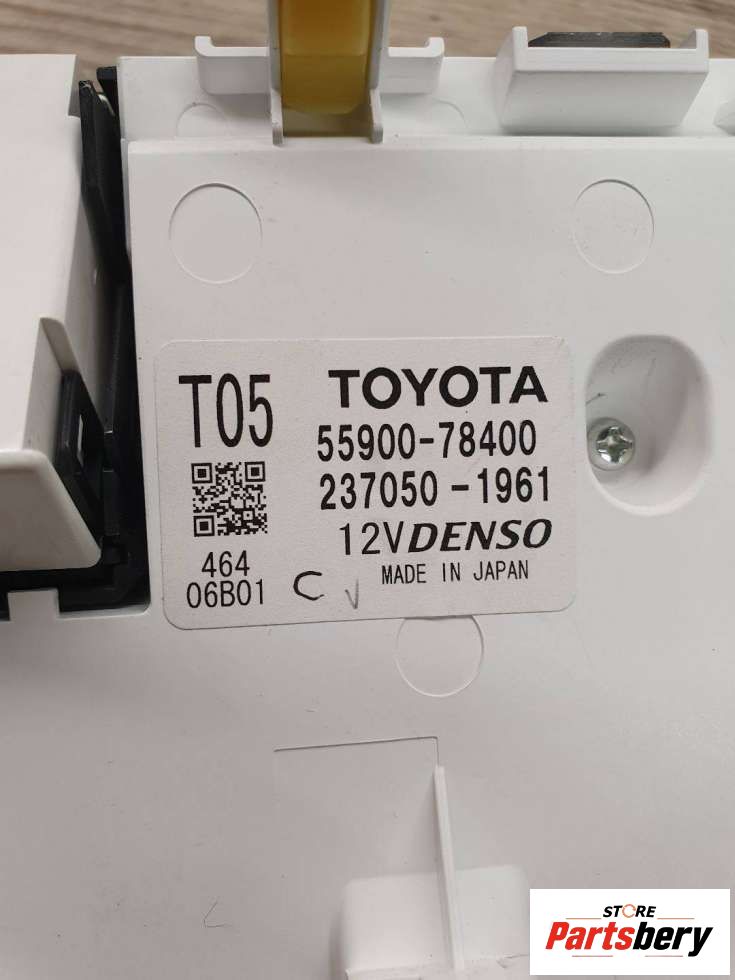 T05
TOYOTA
55900-78400
237050-1961
12V DENSO
464
06B01
C
MADE IN JAPAN
STORE
Partsbery